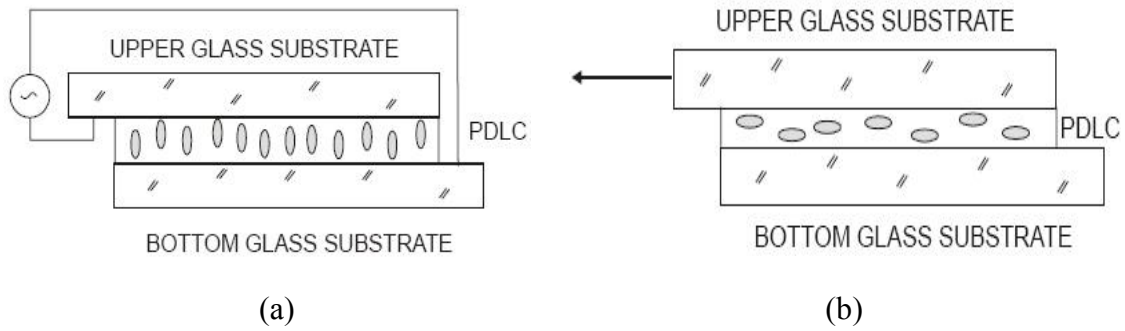 UPPER GLASS SUBSTRATE
PDLC
BOTTOM GLASS SUBSTRATE
(a)
UPPER GLASS SUBSTRATE
PDLC
BOTTOM GLASS SUBSTRATE
(b)